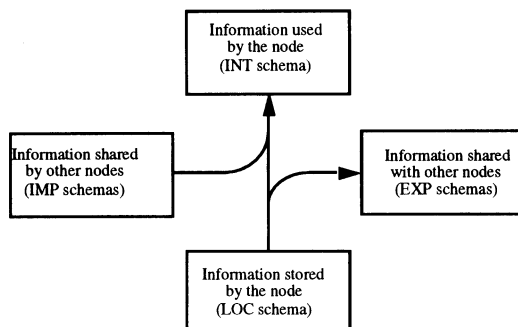 Information used
by the node
(INT schema)
Information shared
by other nodes
(IMP schemas)
Information shared
with other nodes
(EXP schemas)
Information stored
by the node
(LOC schema)